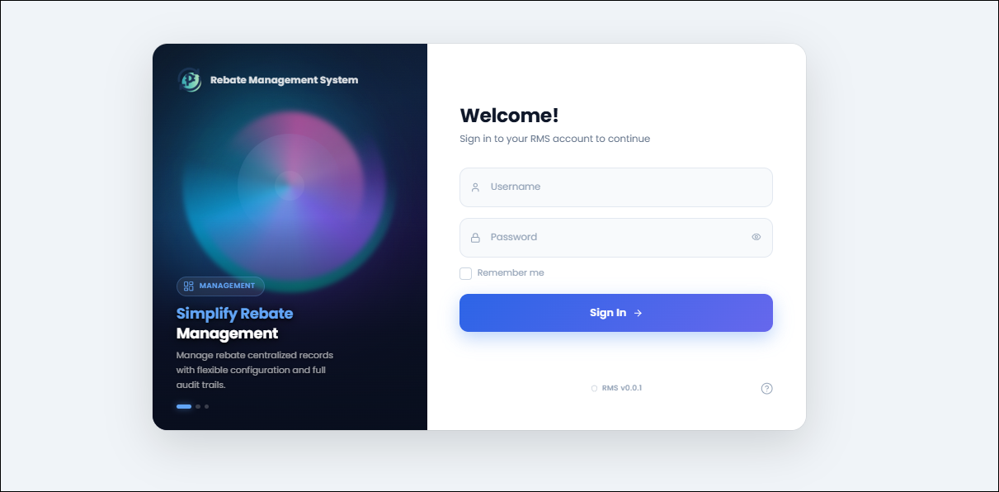 Rebate Management System
MANAGEMENT
Simplify Rebate
Management
Manage rebate centralized records
with flexible configuration and full
audit trails.
Welcome!
Sign in to your RMS account to continue
Username
Password
Remember me
Sign In →
RMS v0.0.1
?